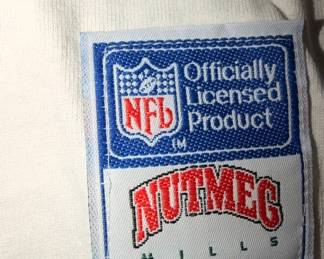 Officially
Licensed
Product
NFL
TM
NUTMEG
MILLS